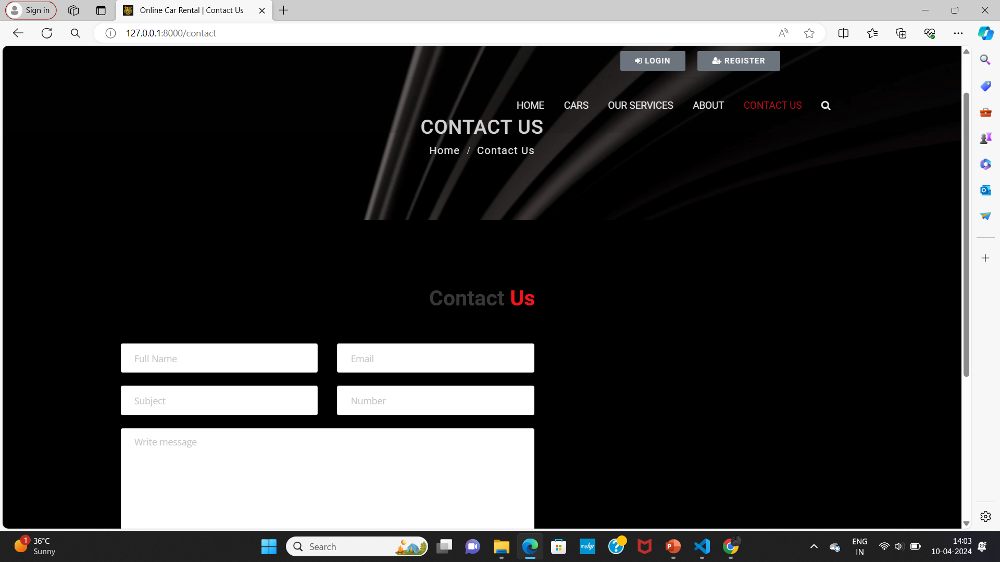 Sign in
Online Car Rental | Contact Us
127.0.0.1:8000/contact
LOGIN
REGISTER
HOME CARS OUR SERVICES ABOUT CONTACT US
CONTACT US
Home / Contact Us
Contact Us
Full Name
Email
Subject
Number
Write message
1
36°C
Sunny
Search
myhp
ENG
IN
14:03
10-04-2024